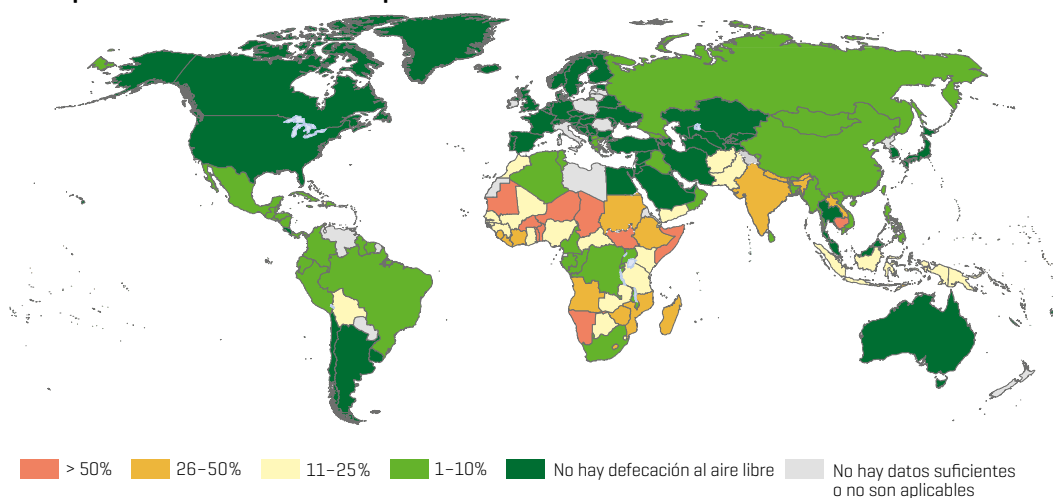 > 50%
26–50%
11–25%
1–10%
No hay defecación al aire libre
No hay datos suficientes
o no son aplicables